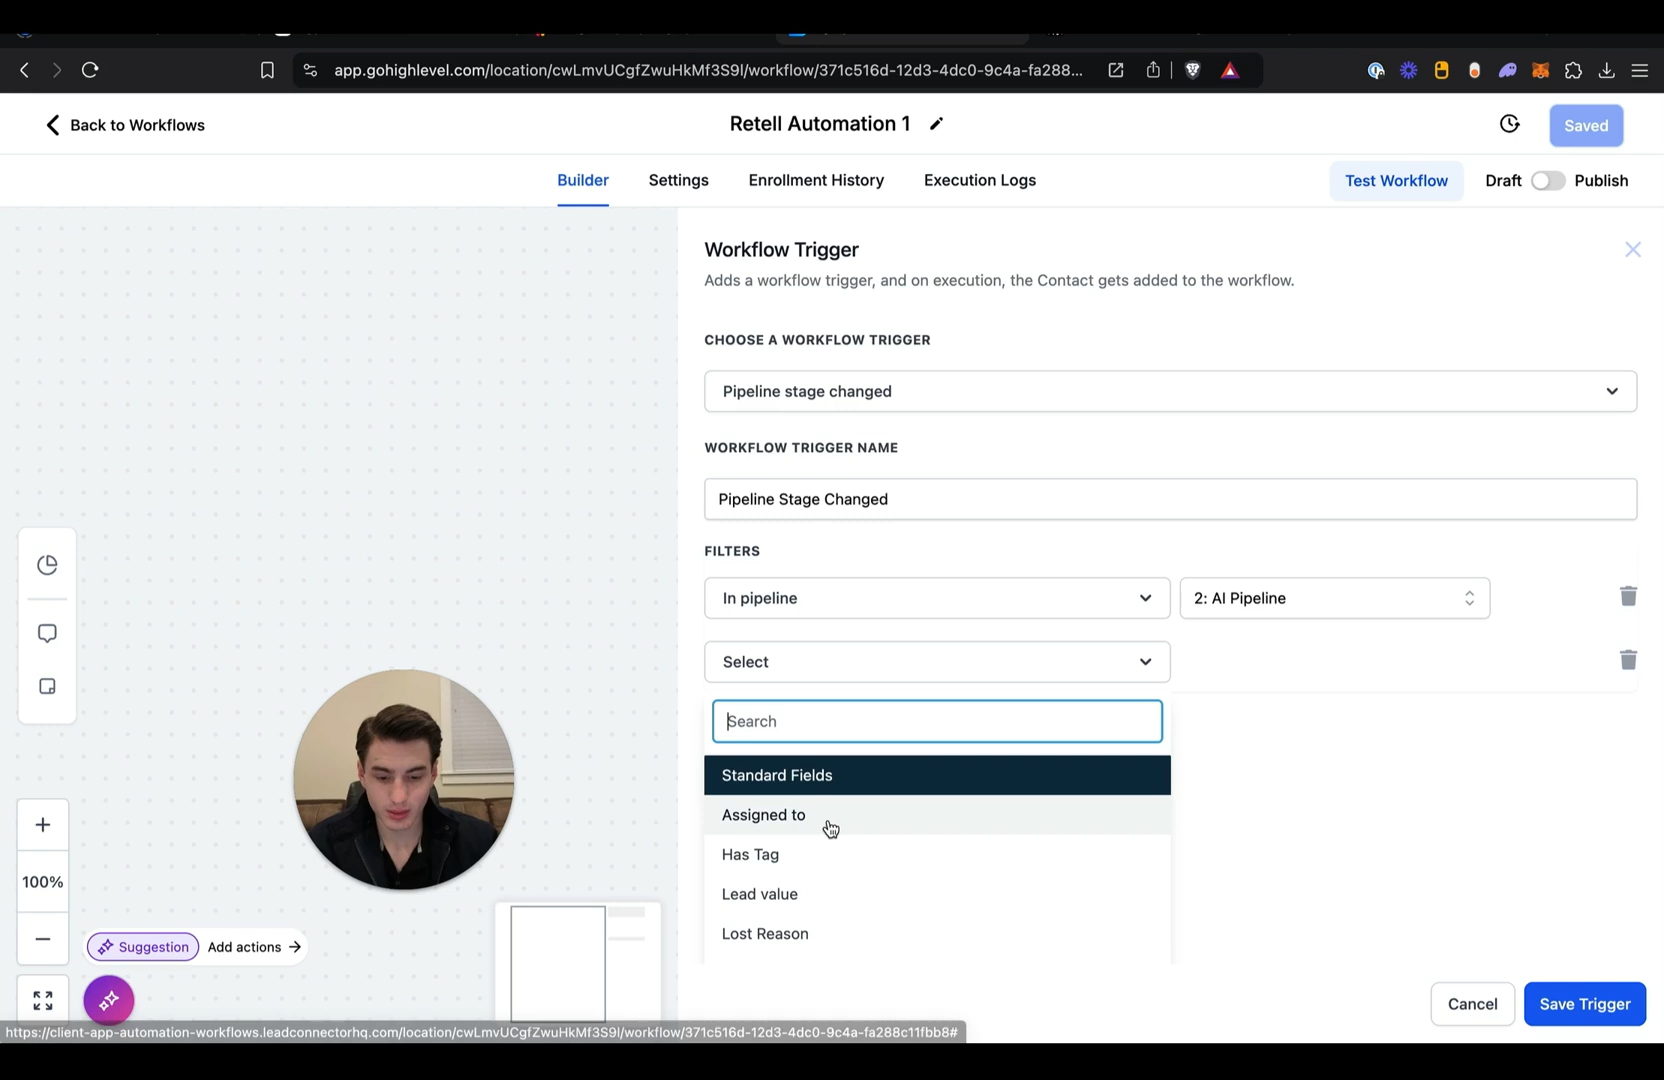 app.gohighlevel.com/location/cwLmvUCgfZwuHkMf3S9I/workflow/371c516d-12d3-4dc0-9c4a-fa288...
Back to Workflows
Retell Automation 1
Saved
Builder
Settings
Enrollment History
Execution Logs
Test Workflow
Draft
Publish
Workflow Trigger
Adds a workflow trigger, and on execution, the Contact gets added to the workflow.
CHOOSE A WORKFLOW TRIGGER
Pipeline stage changed
WORKFLOW TRIGGER NAME
Pipeline Stage Changed
FILTERS
In pipeline
2: AI Pipeline
Select
Search
Standard Fields
Assigned to
Has Tag
Lead value
Lost Reason
100%
Suggestion
Add actions
Cancel
Save Trigger
https://client-app-automation-workflows.leadconnectorhq.com/location/cwLmvUCgfZwuHkMf3S9I/workflow/371c516d-12d3-4dc0-9c4a-fa288c11fbb8#